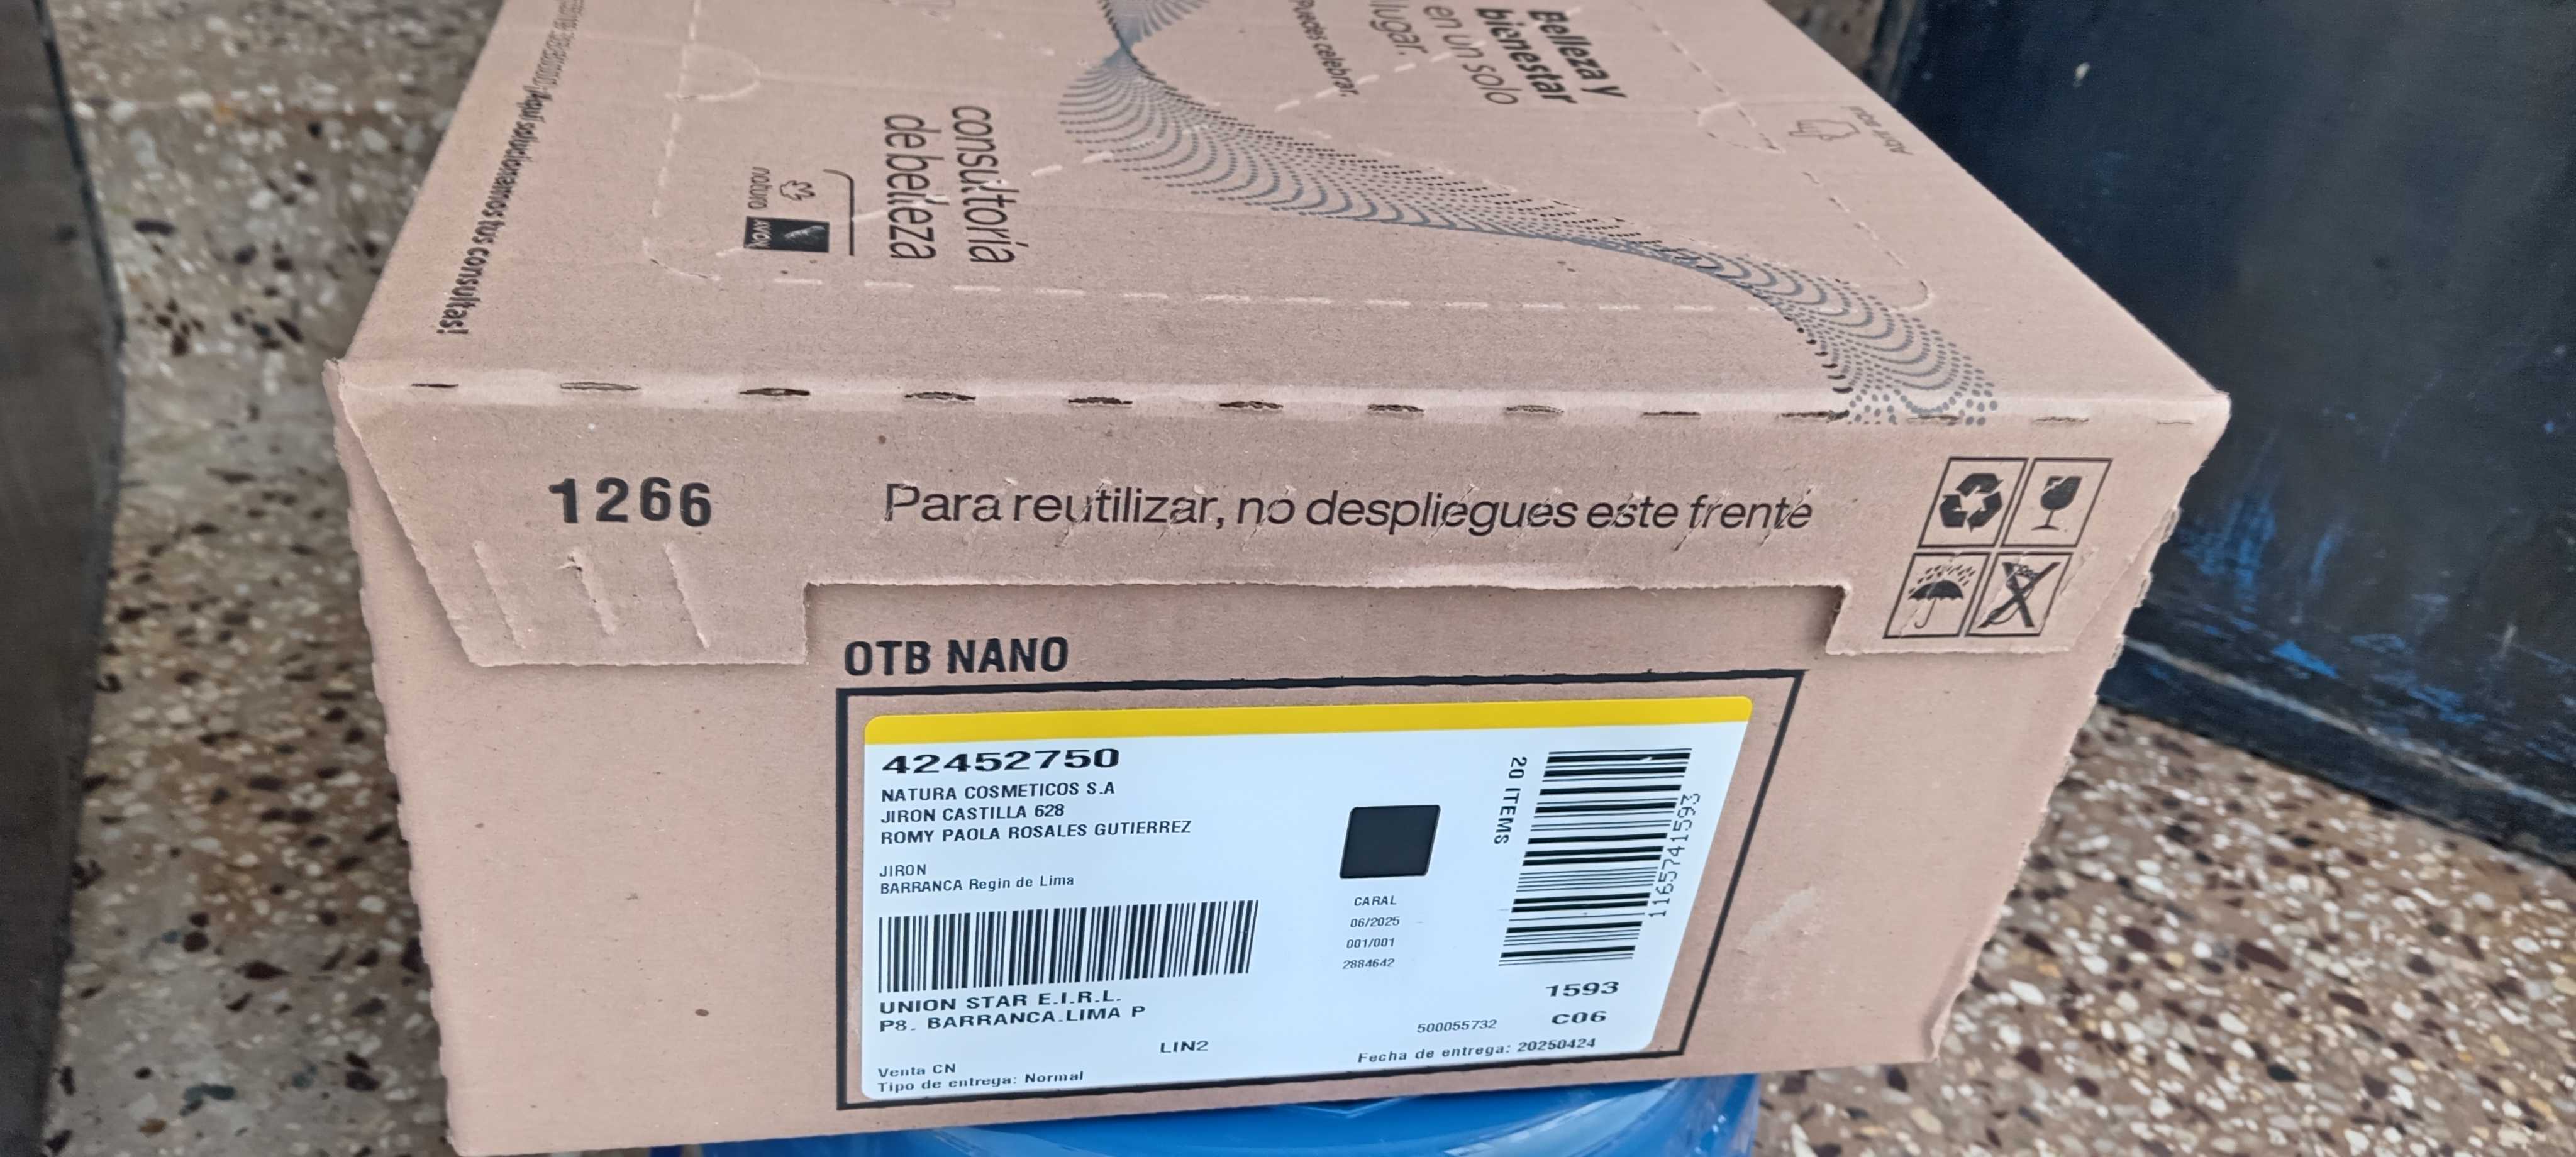 Belleza y
bienestar
en un solo
lugar.
Puedes celebrar.
Abrir aquí
consultoría
de belleza
natura
AVON
¡Aquí solucionamos tus consultas!
1266
Para reutilizar, no despliegues este frente
OTB NANO
42452750
NATURA COSMETICOS S.A
JIRON CASTILLA 628
ROMY PAOLA ROSALES GUTIERREZ
JIRON
BARRANCA Regin de Lima
UNION STAR E.I.R.L.
P8. BARRANCA.LIMA P
LIN2
Venta CN
Tipo de entrega: Normal
CARAL
06/2025
001/001
2884642
20 ITEMS
1165741593
1593
C06
500055732
Fecha de entrega: 20250424